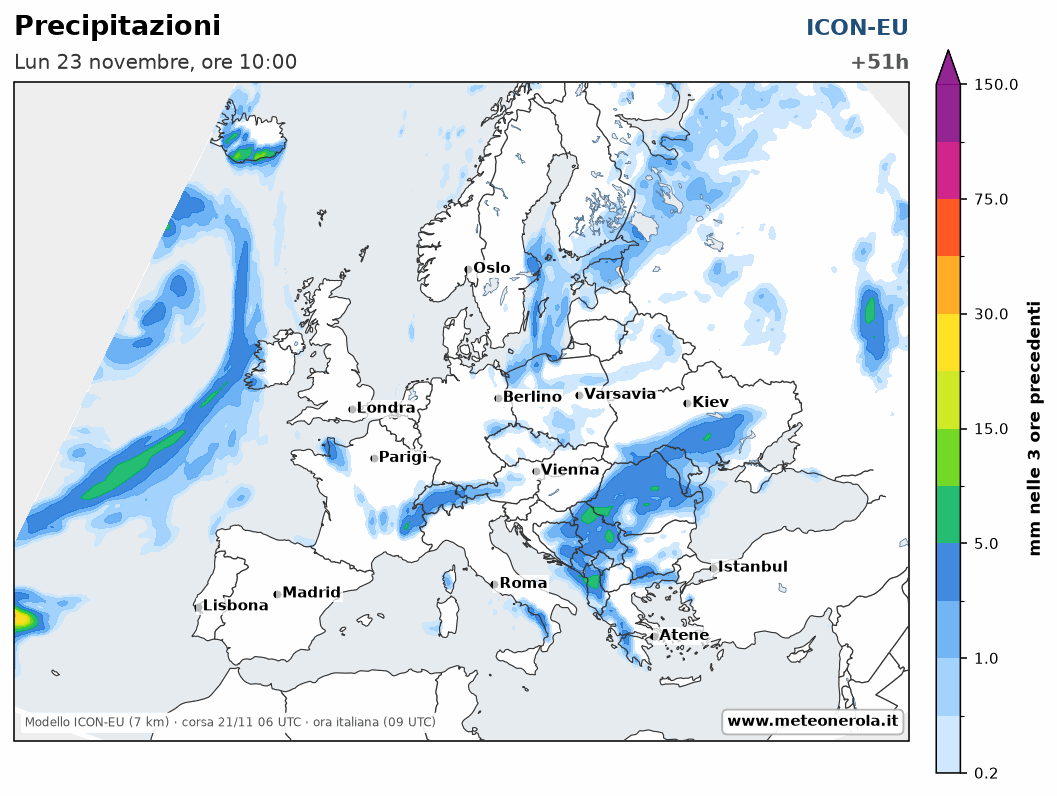 Precipitazioni
ICON-EU
Lun 23 novembre, ore 10:00
+51h
150.0
75.0
30.0
15.0
5.0
1.0
0.2
mm nelle 3 ore precedenti
Oslo
Londra
Berlino
Varsavia
Kiev
Parigi
Vienna
Istanbul
Roma
Madrid
Lisbona
Atene
Modello ICON-EU (7 km) · corsa 21/11 06 UTC · ora italiana (09 UTC)
www.meteonerola.it